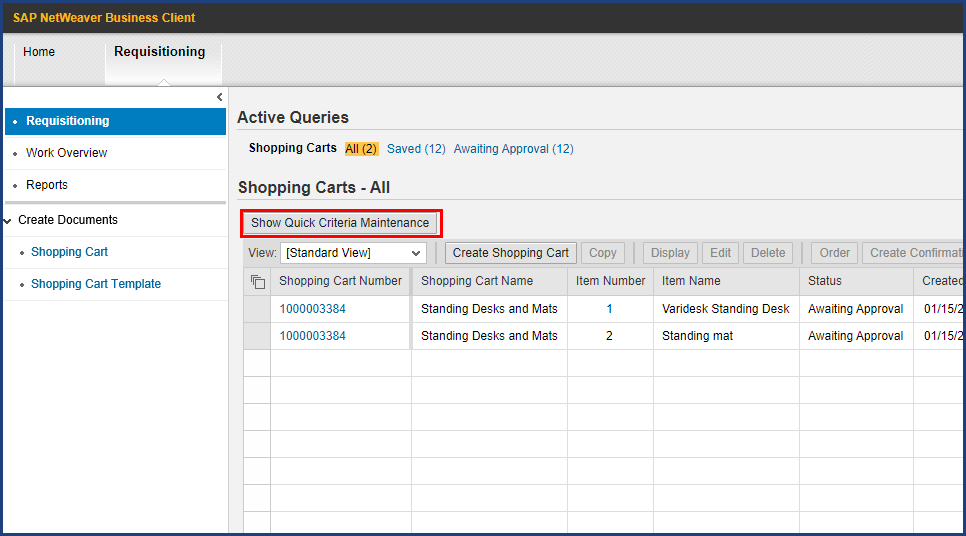 SAP NetWeaver Business Client
Home
Requisitioning
Requisitioning
Work Overview
Reports
Create Documents
Shopping Cart
Shopping Cart Template
Active Queries
Shopping Carts All (2) Saved (12) Awaiting Approval (12)
Shopping Carts - All
Show Quick Criteria Maintenance
View: [Standard View] Create Shopping Cart Copy Display Edit Delete Order Create Confirmati
Shopping Cart Number Shopping Cart Name Item Number Item Name Status Created
1000003384 Standing Desks and Mats 1 Varidesk Standing Desk Awaiting Approval 01/15/2
1000003384 Standing Desks and Mats 2 Standing mat Awaiting Approval 01/15/2